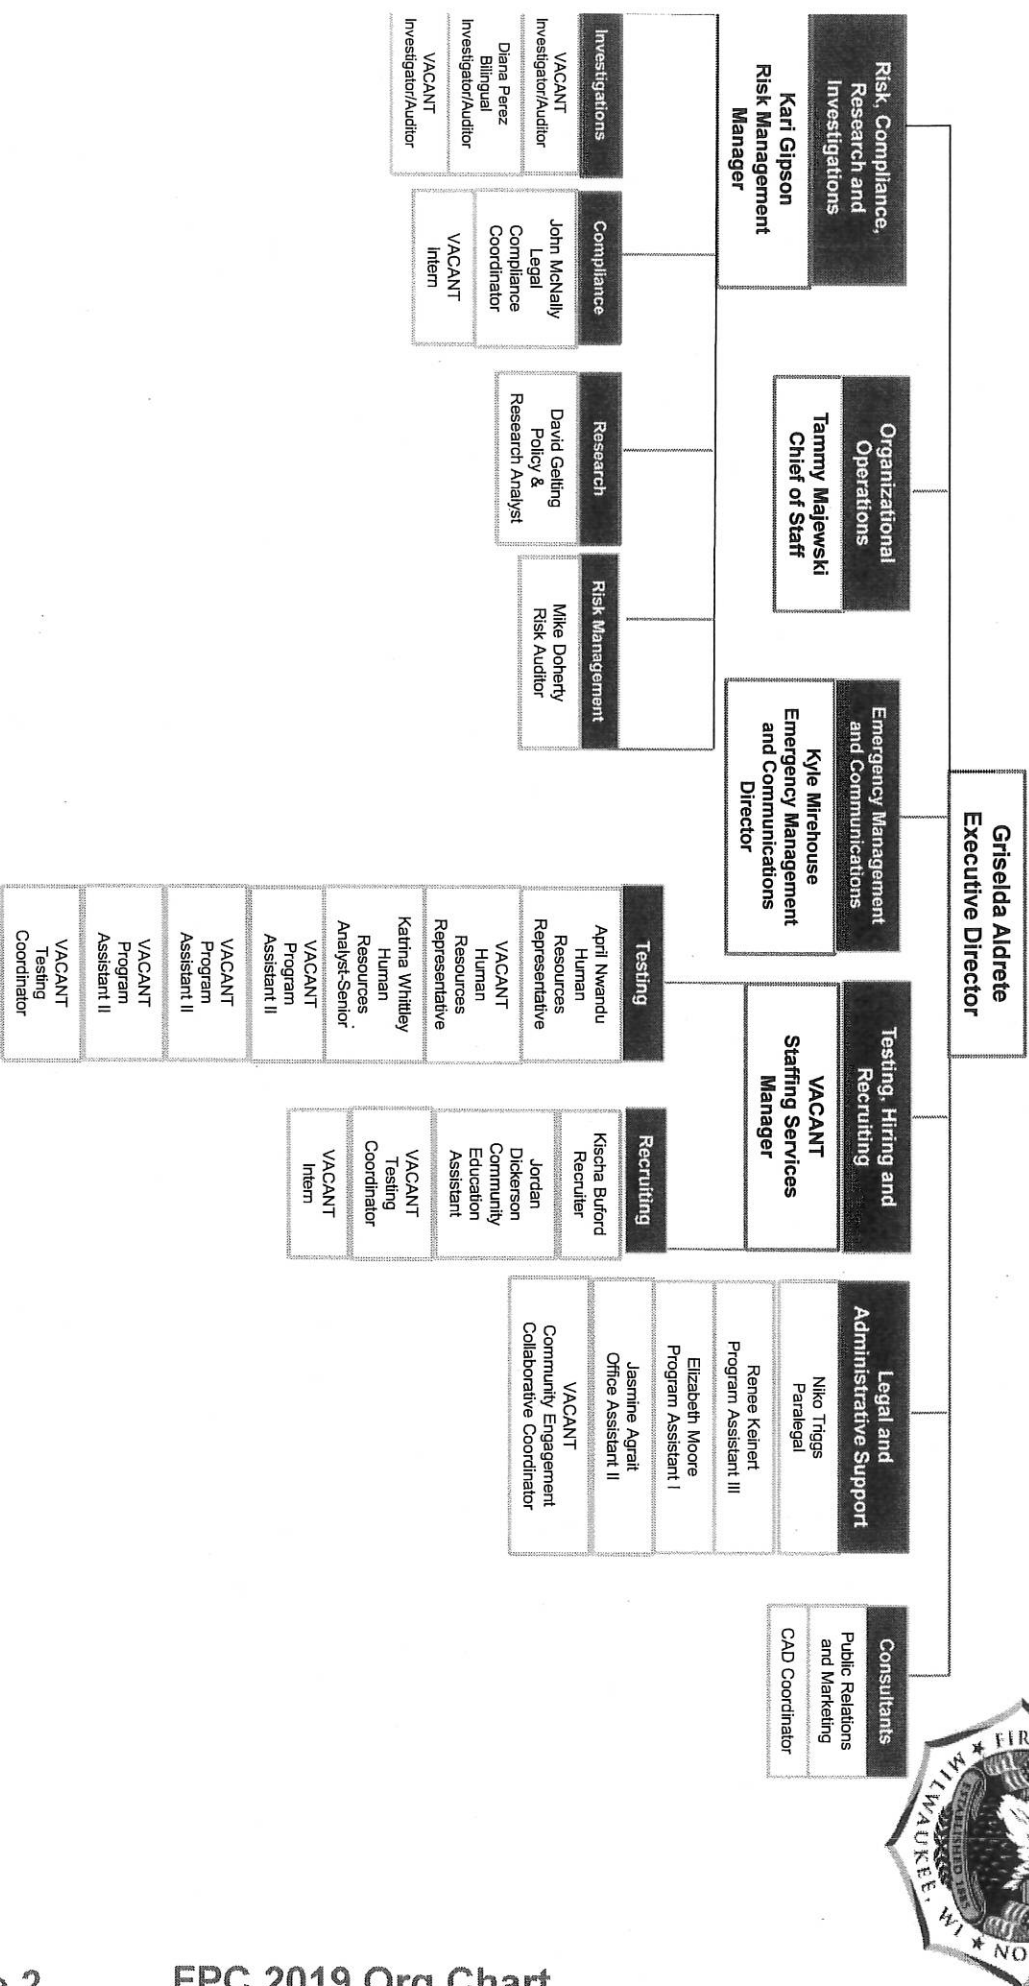 Griselda Aldrete
Executive Director
Risk, Compliance,
Research and
Investigations
Kari Gipson
Risk Management
Manager
Investigations
VACANT
Investigator/Auditor
Diana Perez
Bilingual
Investigator/Auditor
VACANT
Investigator/Auditor
Compliance
John McNally
Legal
Compliance
Coordinator
VACANT
Intern
Research
David Gelting
Policy &
Research Analyst
Risk Management
Mike Doherty
Risk Auditor
Organizational
Operations
Tammy Majewski
Chief of Staff
Emergency Management
and Communications
Kyle Mirehouse
Emergency Management
and Communications
Director
Testing, Hiring and
Recruiting
VACANT
Staffing Services
Manager
Testing
April Nwandu
Human
Resources
Representative
VACANT
Human
Resources
Representative
Katrina Whittley
Human
Resources
Analyst-Senior
VACANT
Program
Assistant II
VACANT
Program
Assistant II
VACANT
Program
Assistant II
VACANT
Testing
Coordinator
Recruiting
Kischa Buford
Recruiter
Jordan
Dickerson
Community
Education
Assistant
VACANT
Testing
Coordinator
VACANT
Intern
Legal and
Administrative Support
Niko Triggs
Paralegal
Renee Keinert
Program Assistant III
Elizabeth Moore
Program Assistant I
Jasmine Agrait
Office Assistant II
VACANT
Community Engagement
Collaborative Coordinator
Consultants
Public Relations
and Marketing
CAD Coordinator
MILWAUKEE, WI
ESTABLISHED 1885
2
FPC 2019 Org Chart